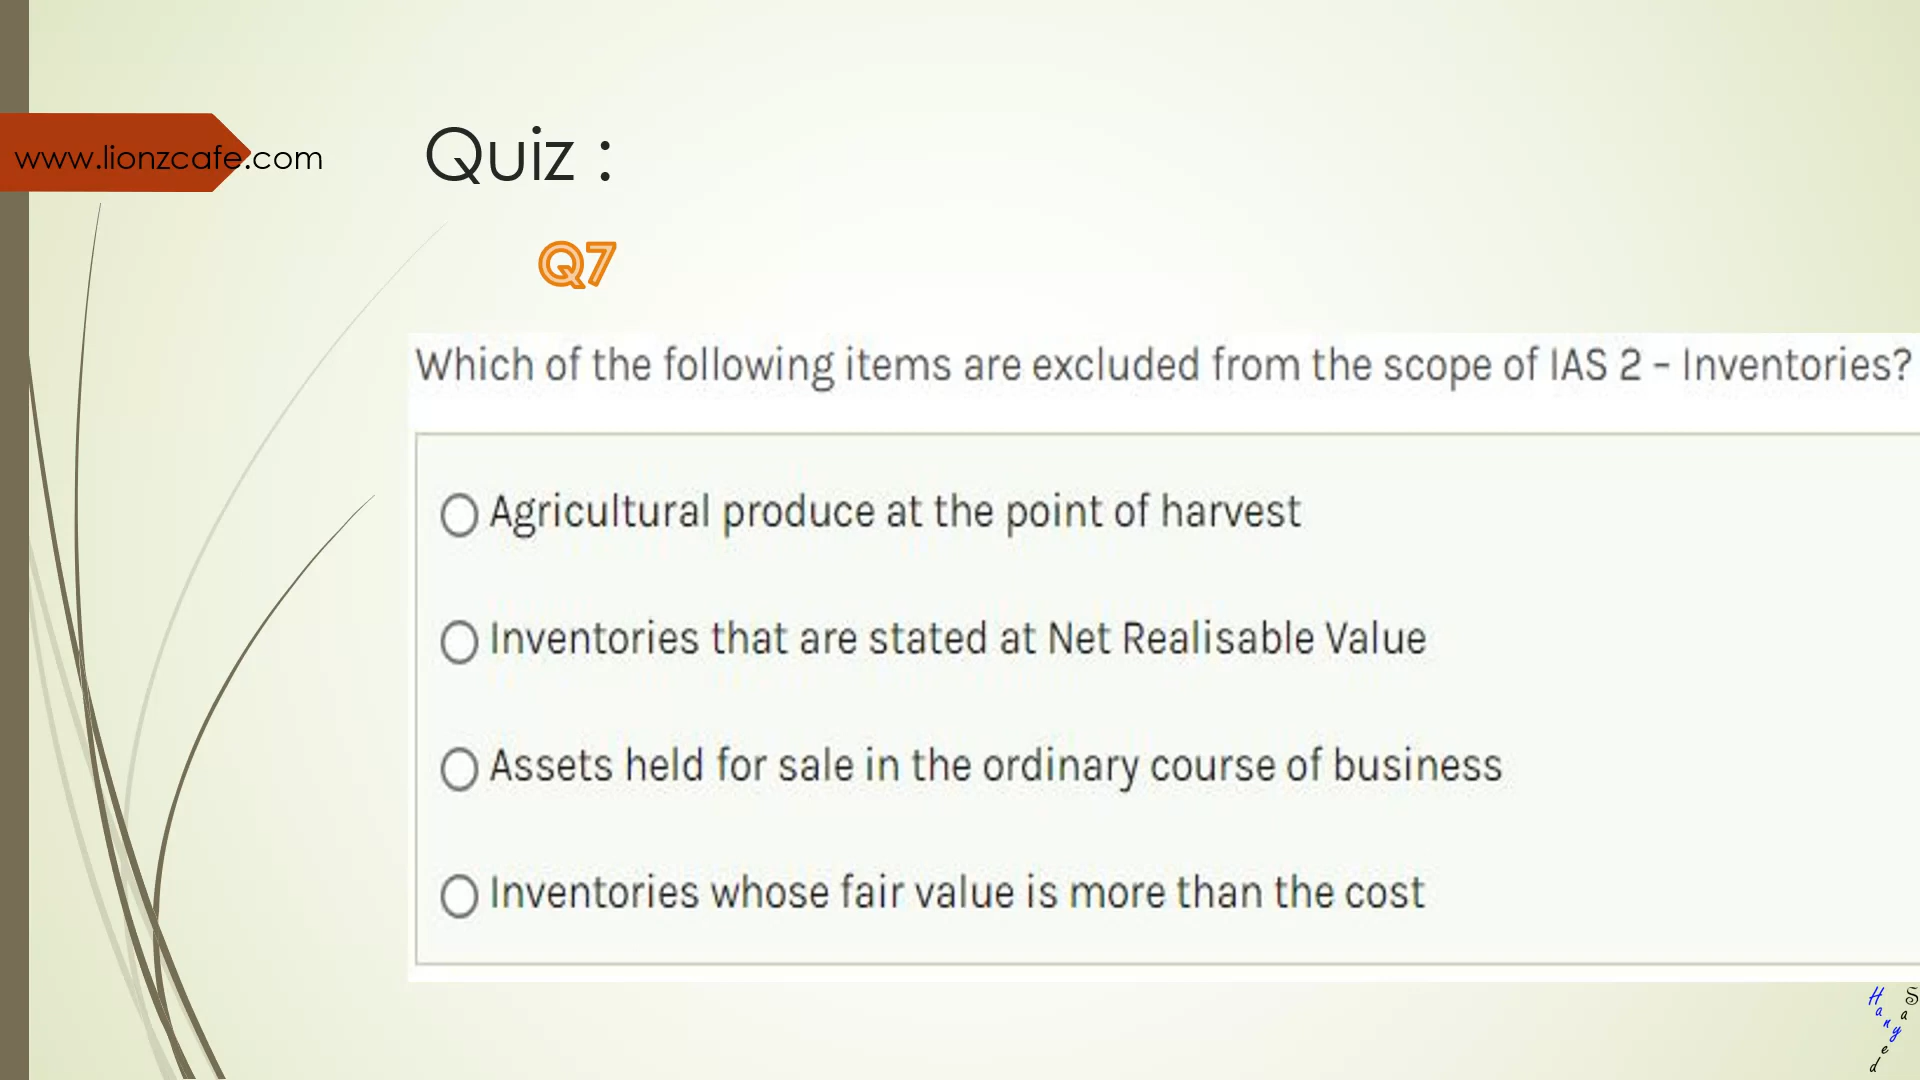 www.lionzcafe.com
Quiz :
Q7
Which of the following items are excluded from the scope of IAS 2 – Inventories?
Agricultural produce at the point of harvest
Inventories that are stated at Net Realisable Value
Assets held for sale in the ordinary course of business
Inventories whose fair value is more than the cost
Hany
Saed